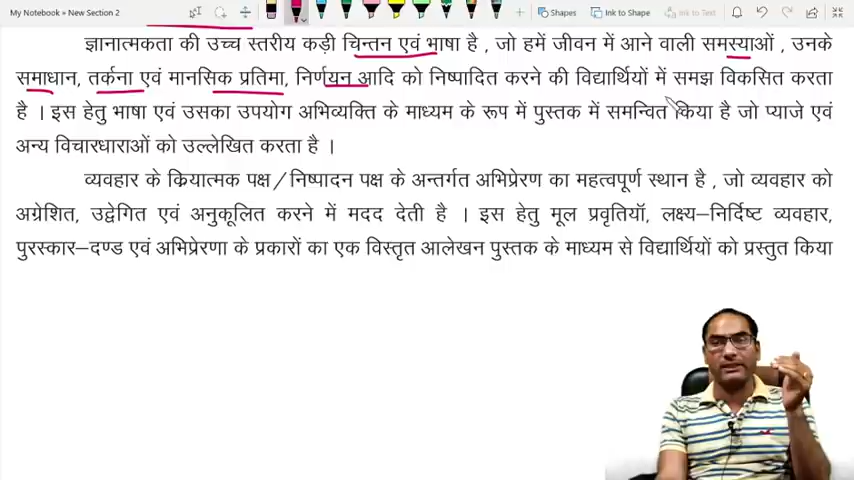 My Notebook » New Section 2
Shapes
Ink to Shape
Ink to Math
ज्ञानात्मकता की उच्च स्तरीय कड़ी चिन्तन एवं भाषा है , जो हमें जीवन में आने वाली समस्याओं , उनके
समाधान, तर्कना एवं मानसिक प्रतिमा, निर्णयन आदि को निष्पादित करने की विद्यार्थियों में समझ विकसित करता
है । इस हेतु भाषा एवं उसका उपयोग अभिव्यक्ति के माध्यम के रूप में पुस्तक में समन्वित किया है जो प्याजे एवं
अन्य विचारधाराओं को उल्लेखित करता है ।
व्यवहार के क्रियात्मक पक्ष/निष्पादन पक्ष के अन्तर्गत अभिप्रेरण का महत्वपूर्ण स्थान है , जो व्यवहार को
अग्रेशित, उद्वेगित एवं अनुकूलित करने में मदद देती है । इस हेतु मूल प्रवृतियॉ, लक्ष्य–निर्दिष्ट व्यवहार,
पुरस्कार–दण्ड एवं अभिप्रेरणा के प्रकारों का एक विस्तृत आलेखन पुस्तक के माध्यम से विद्यार्थियों को प्रस्तुत किया